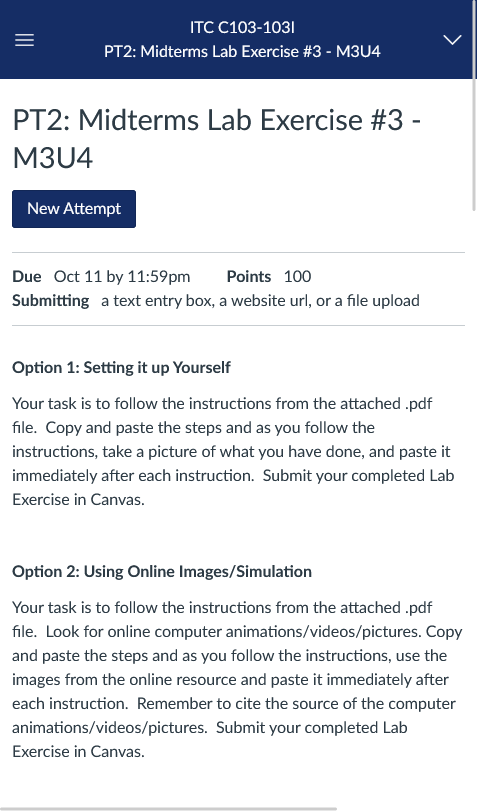 ITC C103-103I
PT2: Midterms Lab Exercise #3 - M3U4
PT2: Midterms Lab Exercise #3 -
M3U4
New Attempt
Due Oct 11 by 11:59pm Points 100
Submitting a text entry box, a website url, or a file upload
Option 1: Setting it up Yourself
Your task is to follow the instructions from the attached .pdf
file. Copy and paste the steps and as you follow the
instructions, take a picture of what you have done, and paste it
immediately after each instruction. Submit your completed Lab
Exercise in Canvas.
Option 2: Using Online Images/Simulation
Your task is to follow the instructions from the attached .pdf
file. Look for online computer animations/videos/pictures. Copy
and paste the steps and as you follow the instructions, use the
images from the online resource and paste it immediately after
each instruction. Remember to cite the source of the computer
animations/videos/pictures. Submit your completed Lab
Exercise in Canvas.